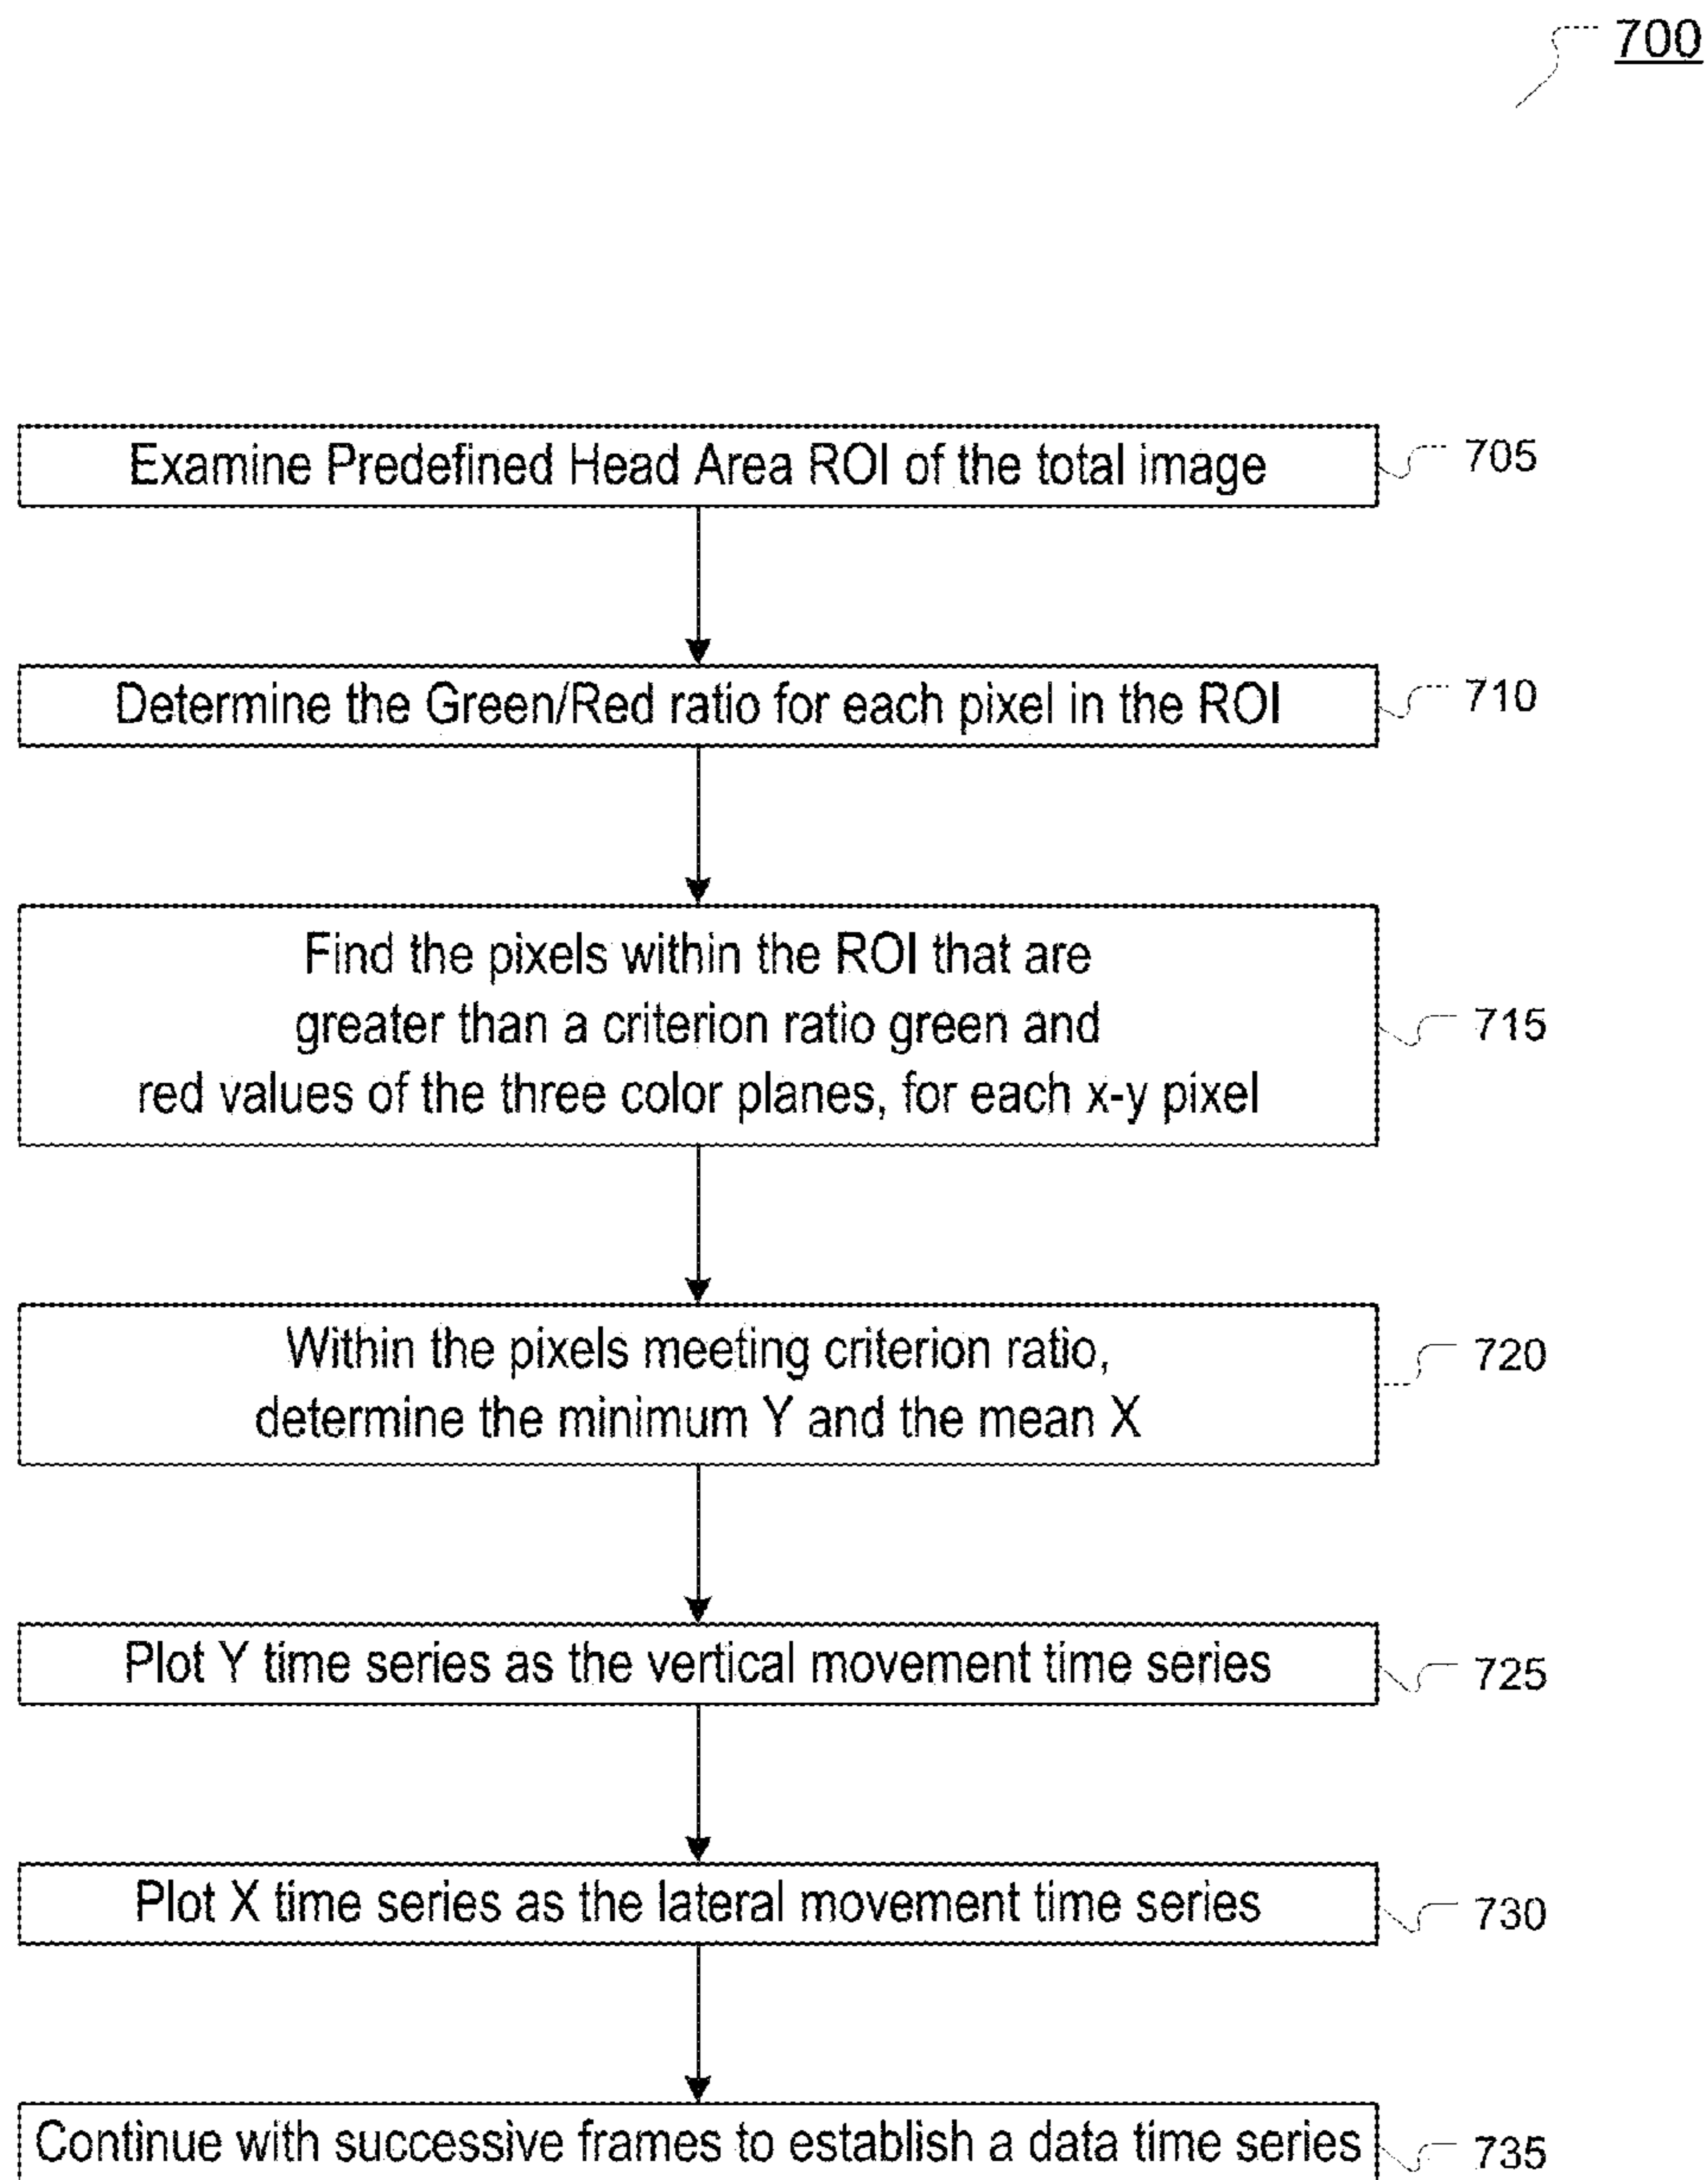 700
Examine Predefined Head Area ROI of the total image
705
Determine the Green/Red ratio for each pixel in the ROI
710
Find the pixels within the ROI that are
greater than a criterion ratio green and
red values of the three color planes, for each x-y pixel
715
Within the pixels meeting criterion ratio,
determine the minimum Y and the mean X
720
Plot Y time series as the vertical movement time series
725
Plot X time series as the lateral movement time series
730
Continue with successive frames to establish a data time series
735